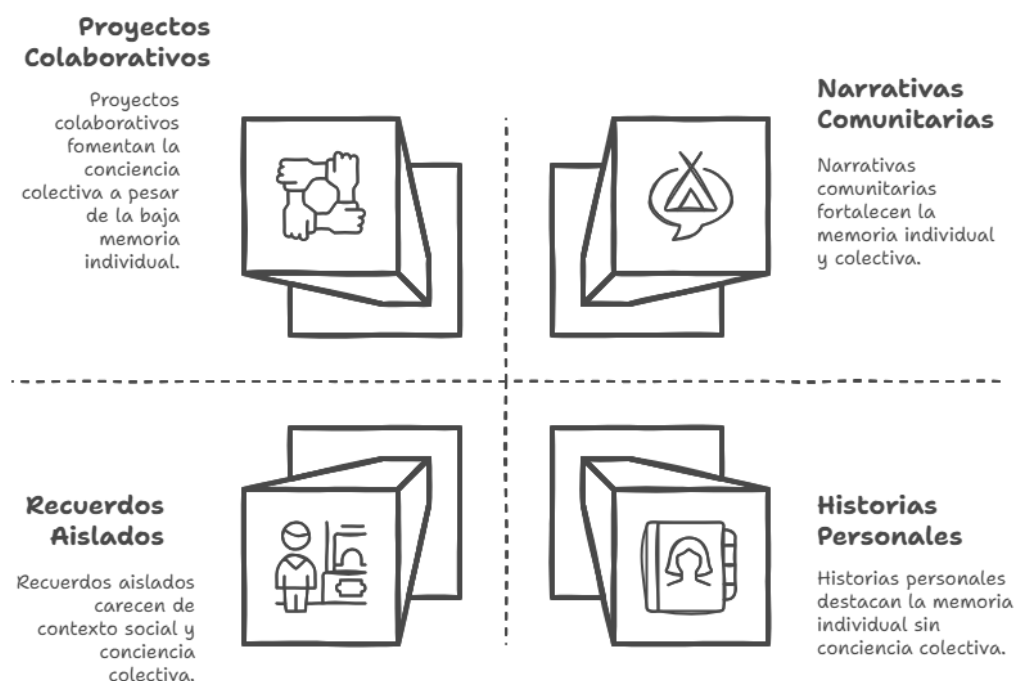 Proyectos
Colaborativos
Proyectos
colaborativos
fomentan la
conciencia
colectiva a pesar
de la baja
memoria
individual.
Narrativas
Comunitarias
Narrativas
comunitarias
fortalecen la
memoria individual
y colectiva.
Recuerdos
Aislados
Recuerdos aislados
carecen de
contexto social y
conciencia
colectiva.
Historias
Personales
Historias personales
destacan la memoria
individual sin
conciencia colectiva.